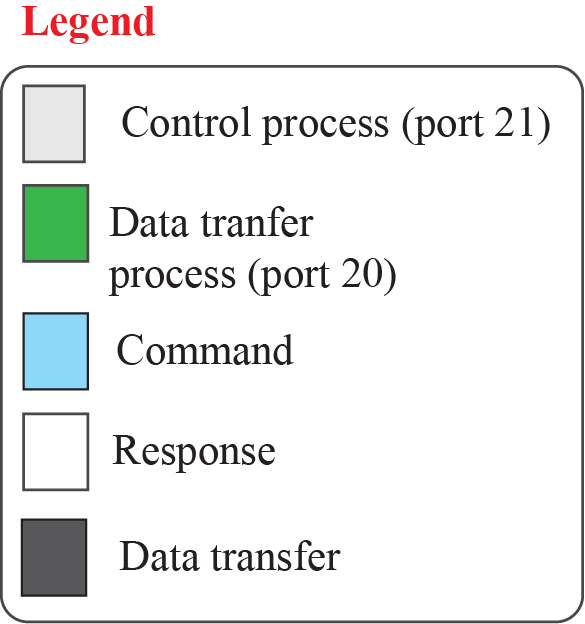 Legend
Control process (port 21)
Data tranfer
process (port 20)
Command
Response
Data transfer